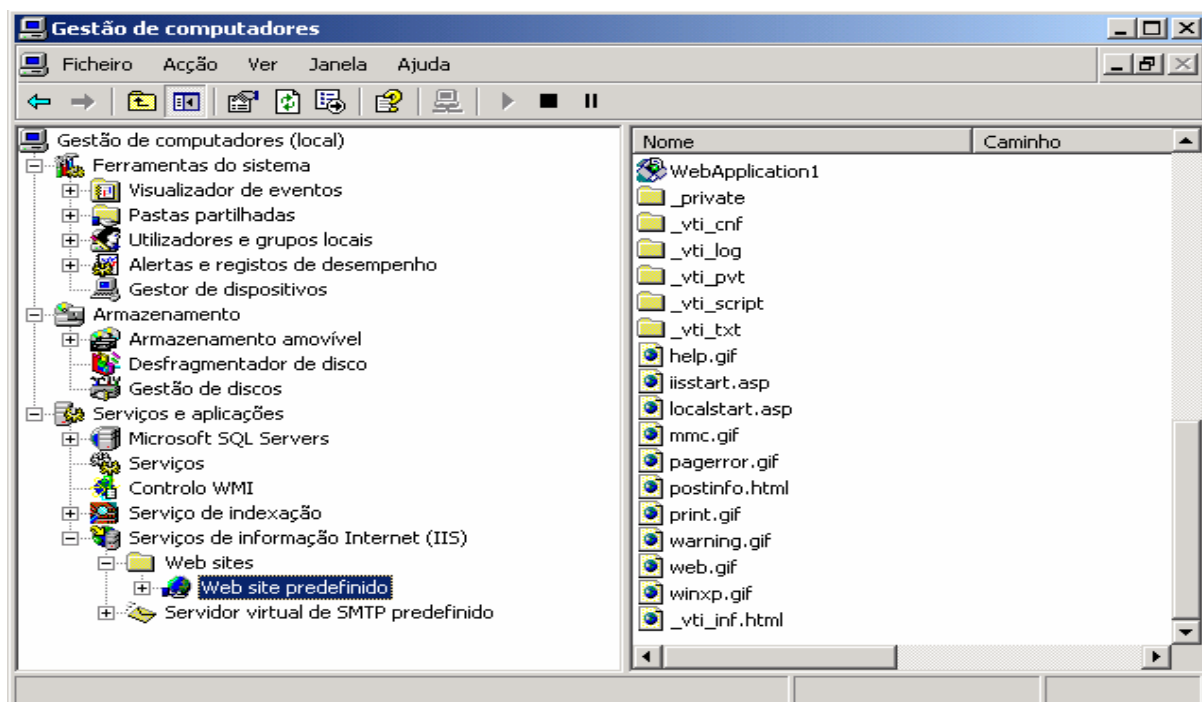 Gestão de computadores
Ficheiro Acção Ver Janela Ajuda
Gestão de computadores (local)
Ferramentas do sistema
Visualizador de eventos
Pastas partilhadas
Utilizadores e grupos locais
Alertas e registos de desempenho
Gestor de dispositivos
Armazenamento
Armazenamento amovível
Desfragmentador de disco
Gestão de discos
Serviços e aplicações
Microsoft SQL Servers
Serviços
Controlo WMI
Serviço de indexação
Serviços de informação Internet (IIS)
Web sites
Web site predefinido
Servidor virtual de SMTP predefinido
Nome Caminho
WebApplication1
_private
_vti_cnf
_vti_log
_vti_pvt
_vti_script
_vti_txt
help.gif
iisstart.asp
localstart.asp
mmc.gif
pagerror.gif
postinfo.html
print.gif
warning.gif
web.gif
winxp.gif
_vti_inf.html